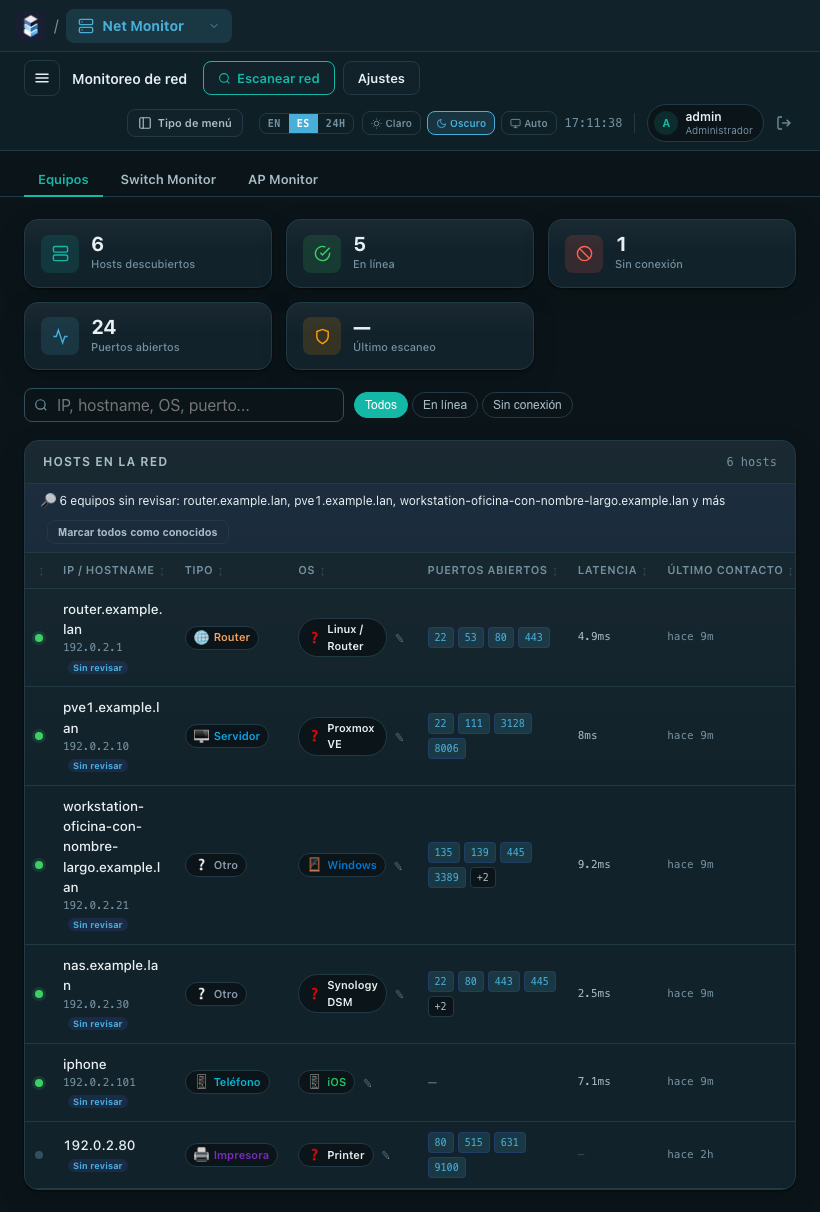 / Net Monitor
Monitoreo de red Escanear red Ajustes
Tipo de menú EN ES 24H Claro Oscuro Auto 17:11:38 A admin
Administrador
Equipos Switch Monitor AP Monitor
6
Hosts descubiertos
5
En línea
1
Sin conexión
24
Puertos abiertos
—
Último escaneo
IP, hostname, OS, puerto... Todos En línea Sin conexión
HOSTS EN LA RED 6 hosts
6 equipos sin revisar: router.example.lan, pve1.example.lan, workstation-oficina-con-nombre-largo.example.lan y más
Marcar todos como conocidos
IP / HOSTNAME TIPO OS PUERTOS ABIERTOS LATENCIA ÚLTIMO CONTACTO
router.example.
lan
192.0.2.1
Sin revisar
Router
Linux /
Router
22 53 80 443
4.9ms
hace 9m
pve1.example.l
an
192.0.2.10
Sin revisar
Servidor
Proxmox
VE
22 111 3128
8006
8ms
hace 9m
workstation-
oficina-con-
nombre-
largo.example.l
an
192.0.2.21
Sin revisar
? Otro
Windows
135 139 445
3389 +2
9.2ms
hace 9m
nas.example.la
n
192.0.2.30
Sin revisar
? Otro
Synology
DSM
22 80 443 445
+2
2.5ms
hace 9m
iphone
192.0.2.101
Sin revisar
Teléfono
iOS
—
7.1ms
hace 9m
192.0.2.80
Sin revisar
Impresora
Printer
80 515 631
9100
—
hace 2h